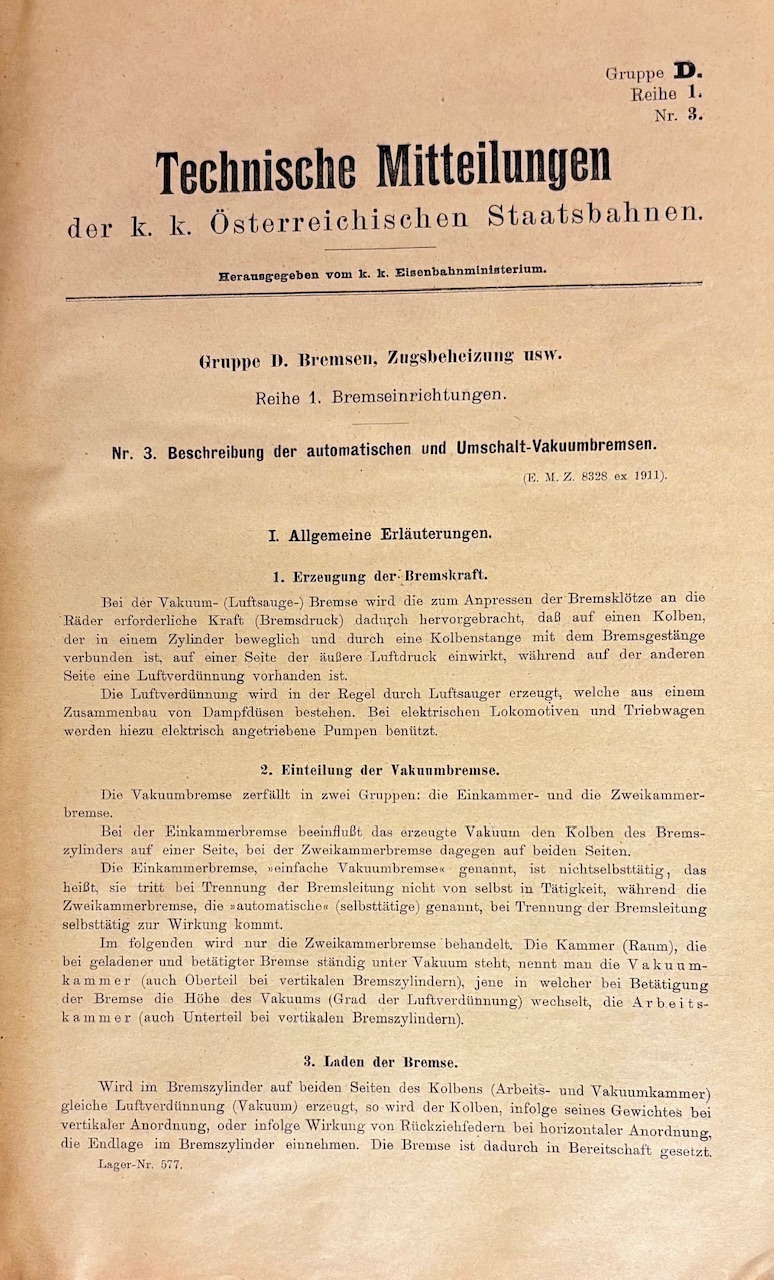 Gruppe D.
Reihe 1.
Nr. 3.
Technische Mitteilungen
der k. k. Österreichischen Staatsbahnen.
Herausgegeben vom k. k. Eisenbahnministerium.
Gruppe D. Bremsen, Zugsbeheizung usw.
Reihe 1. Bremseinrichtungen.
Nr. 3. Beschreibung der automatischen und Umschalt-Vakuumbremsen.
(E. M. Z. 8328 ex 1911).
I. Allgemeine Erläuterungen.
1. Erzeugung der Bremskraft.
Bei der Vakuum- (Luftsauge-) Bremse wird die zum Anpressen der Bremsklötze an die
Räder erforderliche Kraft (Bremsdruck) dadurch hervorgebracht, daß auf einen Kolben,
der in einem Zylinder beweglich und durch eine Kolbenstange mit dem Bremsgestänge
verbunden ist, auf einer Seite der äußere Luftdruck einwirkt, während auf der anderen
Seite eine Luftverdünnung vorhanden ist.
Die Luftverdünnung wird in der Regel durch Luftsauger erzeugt, welche aus einem
Zusammenbau von Dampfdüsen bestehen. Bei elektrischen Lokomotiven und Triebwagen
werden hiezu elektrisch angetriebene Pumpen benützt.
2. Einteilung der Vakuumbremse.
Die Vakuumbremse zerfällt in zwei Gruppen: die Einkammer- und die Zweikammer-
bremse.
Bei der Einkammerbremse beeinflußt das erzeugte Vakuum den Kolben des Brems-
zylinders auf einer Seite, bei der Zweikammerbremse dagegen auf beiden Seiten.
Die Einkammerbremse, »einfache Vakuumbremse« genannt, ist nichtselbsttätig, das
heißt, sie tritt bei Trennung der Bremsleitung nicht von selbst in Tätigkeit, während die
Zweikammerbremse, die »automatische« (selbsttätige) genannt, bei Trennung der Bremsleitung
selbsttätig zur Wirkung kommt.
Im folgenden wird nur die Zweikammerbremse behandelt. Die Kammer (Raum), die
bei geladener und betätigter Bremse ständig unter Vakuum steht, nennt man die Vakuum-
kammer (auch Oberteil bei vertikalen Bremszylindern), jene in welcher bei Betätigung
der Bremse die Höhe des Vakuums (Grad der Luftverdünnung) wechselt, die Arbeits-
kammer (auch Unterteil bei vertikalen Bremszylindern).
3. Laden der Bremse.
Wird im Bremszylinder auf beiden Seiten des Kolbens (Arbeits- und Vakuumkammer)
gleiche Luftverdünnung (Vakuum) erzeugt, so wird der Kolben, infolge seines Gewichtes bei
vertikaler Anordnung, oder infolge Wirkung von Rückziehfedern bei horizontaler Anordnung,
die Endlage im Bremszylinder einnehmen. Die Bremse ist dadurch in Bereitschaft gesetzt.
Lager-Nr. 577.